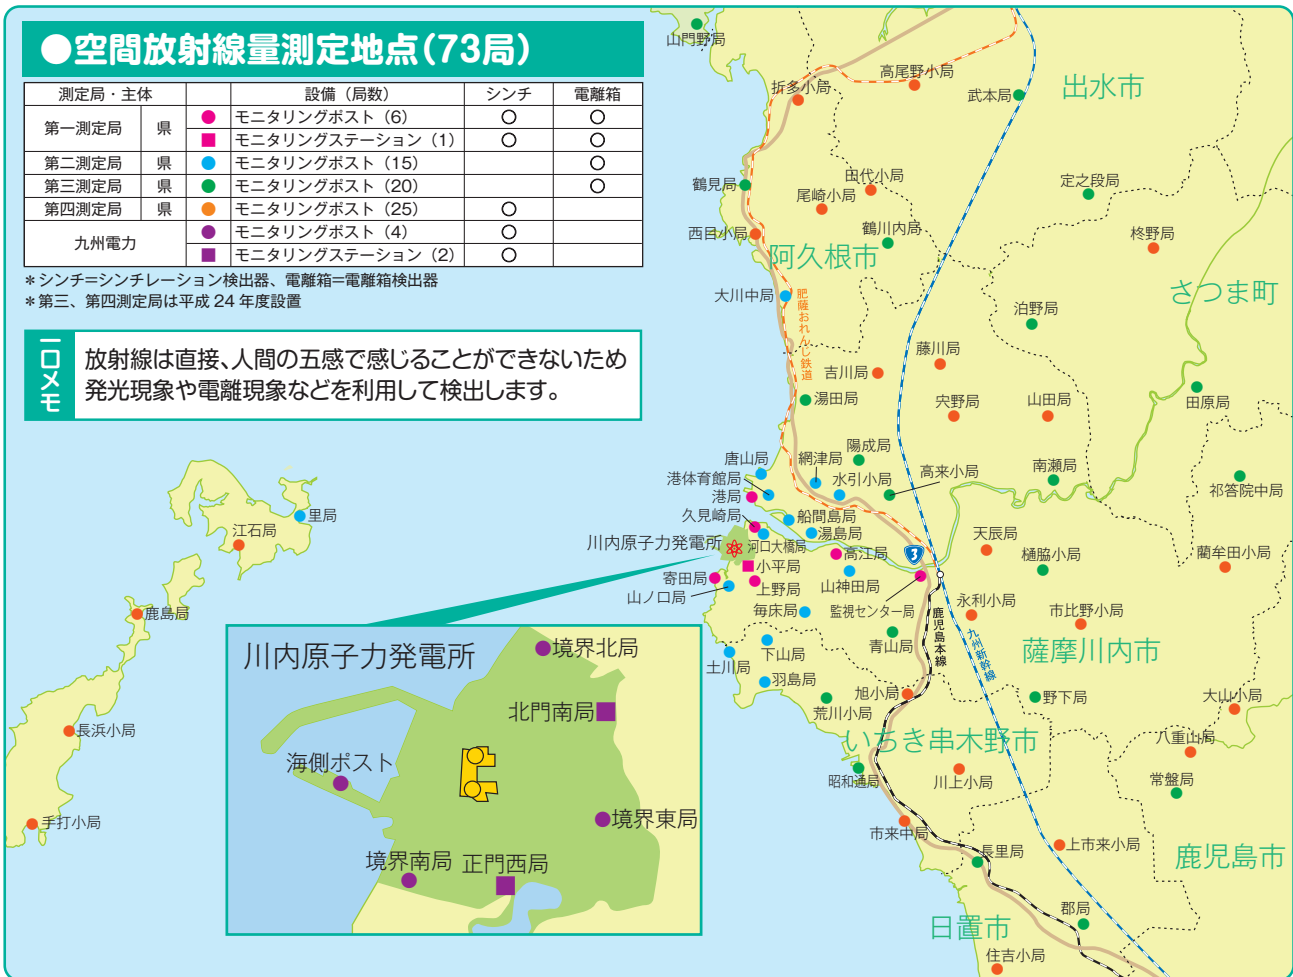 ●空間放射線量測定地点(73局)
測定局・主体 設備(局数) シンチ 電離箱
第一測定局 県 モニタリングポスト(6) ○ ○
モニタリングステーション(1) ○ ○
第二測定局 県 モニタリングポスト(15) ○
第三測定局 県 モニタリングポスト(20) ○
第四測定局 県 モニタリングポスト(25) ○
九州電力 モニタリングポスト(4) ○
モニタリングステーション(2) ○
＊シンチ=シンチレーション検出器、電離箱=電離箱検出器
＊第三、第四測定局は平成24年度設置
一口メモ
放射線は直接、人間の五感で感じることができないため
発光現象や電離現象などを利用して検出します。
山門野局
折多小局
高尾野小局
武本局
出水市
鶴見局
田代小局
尾崎小局
定之段局
西目小局
鶴川内局
柊野局
阿久根市
大川中局
肥薩おれんじ鉄道
さつま町
泊野局
藤川局
吉川局
湯田局
宍野局
山田局
田原局
唐山局
網津局
陽成局
港体育館局
水引小局
高来小局
南瀬局
祁答院中局
港局
久見崎局
船間島局
湯島局
川内原子力発電所
河口大橋局
高江局
3
天辰局
樋脇小局
藺牟田小局
小平局
寄田局
上野局
山神田局
山ノ口局
毎床局
監視センター局
永利小局
市比野小局
鹿児島本線
九州新幹線
青山局
薩摩川内市
下山局
土川局
羽島局
旭小局
荒川小局
野下局
大山小局
いちき串木野市
八重山局
昭和通局
川上小局
常盤局
市来中局
長里局
上市来小局
鹿児島市
郡局
日置市
住吉小局
里局
江石局
鹿島局
長浜小局
手打小局
川内原子力発電所
境界北局
北門南局
海側ポスト
境界東局
境界南局
正門西局